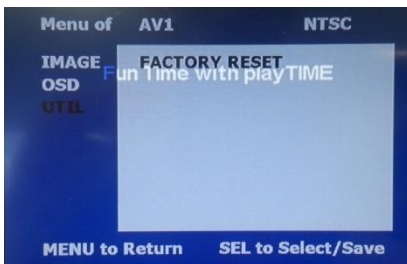 Menu of AV1 NTSC
IMAGE FACTORY RESET
Fun Time with playTIME
OSD
UTIL
MENU to Return SEL to Select/Save